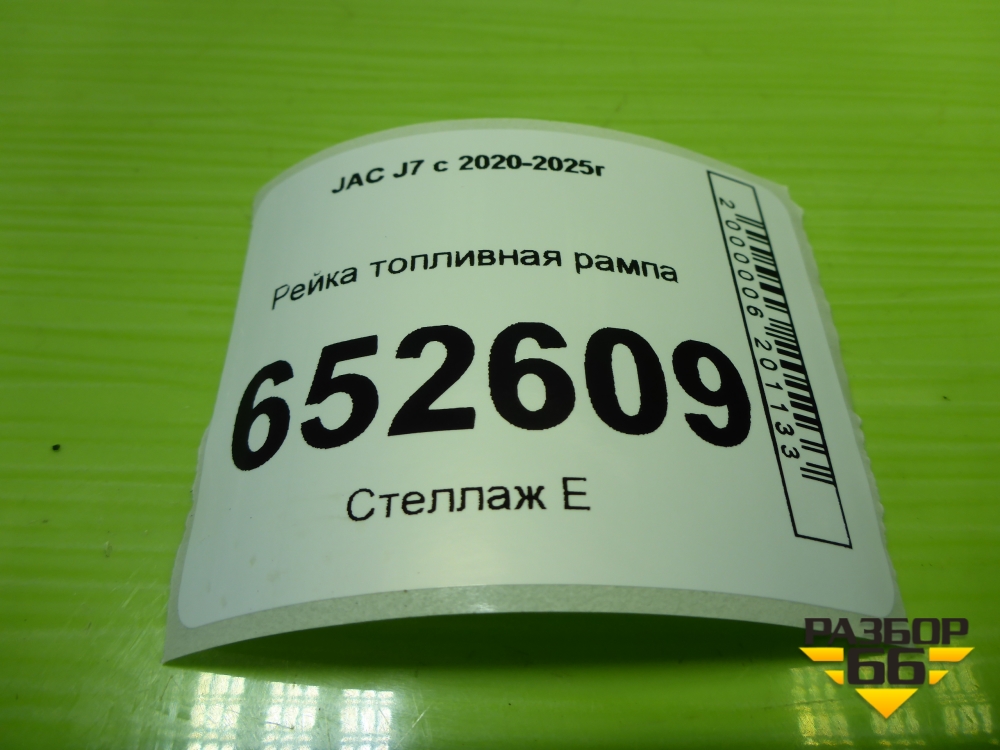 JAC J7 с 2020-2025г
Рейка топливная рампа
652609
Стеллаж Е
2000006201133
РАЗБОР
66